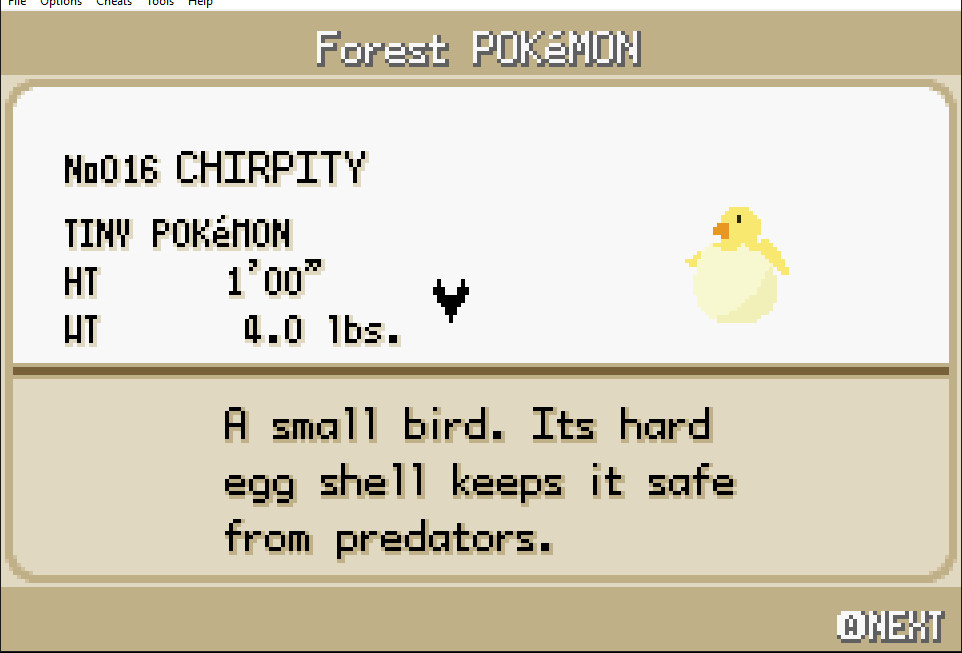 File Options Cheats Tools Help
Forest POKéMON
No016 CHIRPITY
TINY POKéMON
HT 1'00"
WT 4.0 lbs.
A small bird. Its hard
egg shell keeps it safe
from predators.
A NEXT